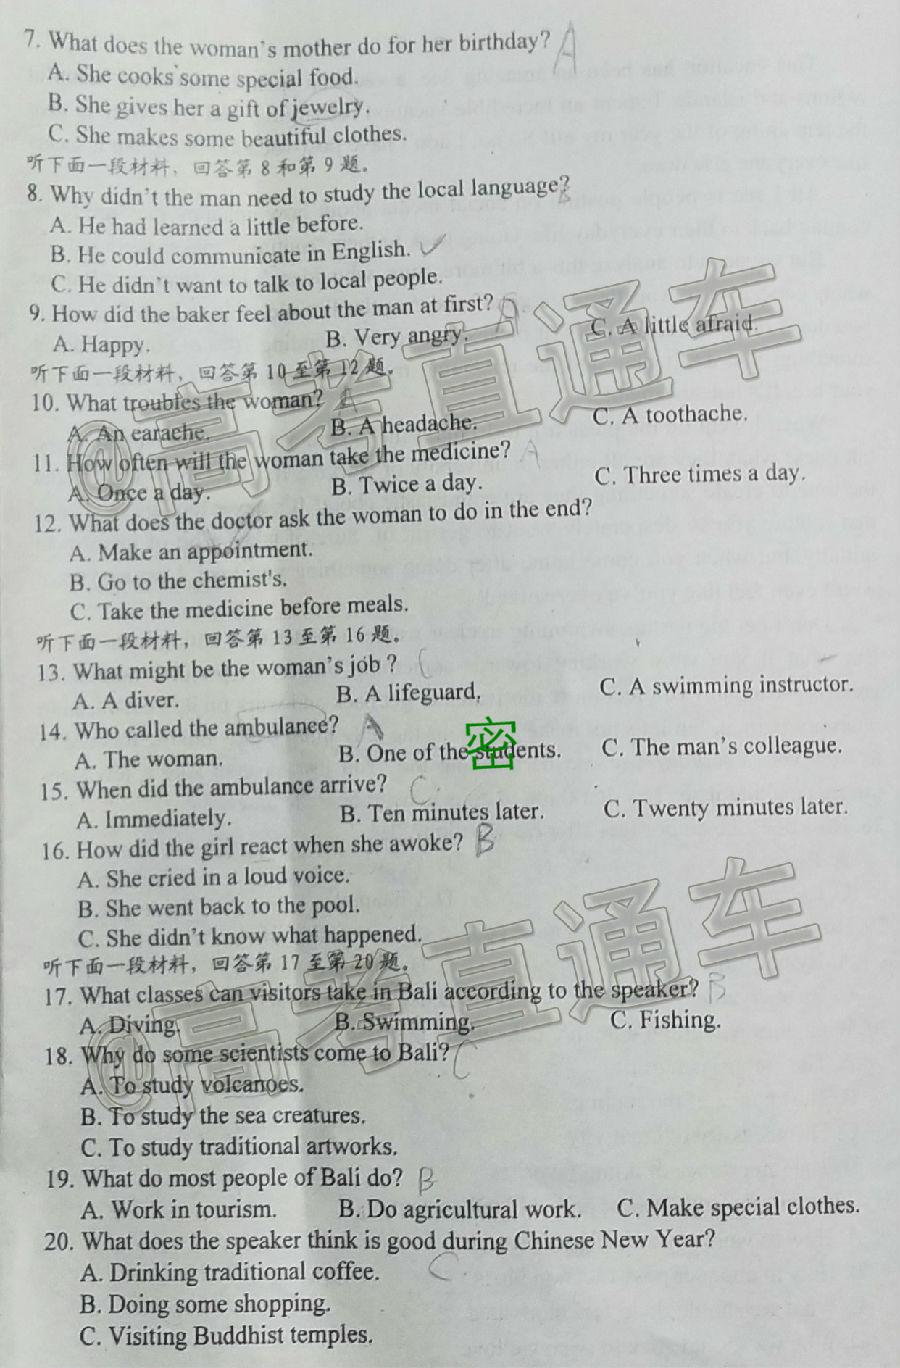 7. What does the woman's mother do for her birthday? A
A. She cooks some special food.
B. She gives her a gift of jewelry.
C. She makes some beautiful clothes.
听下面一段材料，回答第 8 和第 9 题。
8. Why didn't the man need to study the local language? B
A. He had learned a little before.
B. He could communicate in English.
C. He didn't want to talk to local people.
9. How did the baker feel about the man at first? A
A. Happy. B. Very angry. C. A little afraid.
听下面一段材料，回答第 10 至第 12 题。
10. What troubles the woman? A
A. An earache. B. A headache. C. A toothache.
11. How often will the woman take the medicine? A
A. Once a day. B. Twice a day. C. Three times a day.
@高考直通车
12. What does the doctor ask the woman to do in the end?
A. Make an appointment.
B. Go to the chemist's.
C. Take the medicine before meals.
听下面一段材料，回答第 13 至第 16 题。
13. What might be the woman's job ? C
A. A diver. B. A lifeguard, C. A swimming instructor.
14. Who called the ambulance? A
密
A. The woman. B. One of the students. C. The man's colleague.
15. When did the ambulance arrive? C
A. Immediately. B. Ten minutes later. C. Twenty minutes later.
16. How did the girl react when she awoke? B
A. She cried in a loud voice.
B. She went back to the pool.
C. She didn't know what happened.
听下面一段材料，回答第 17 至第 20 题。
17. What classes can visitors take in Bali according to the speaker? B
A. Diving. B. Swimming. C. Fishing.
18. Why do some scientists come to Bali? C
A. To study volcanoes.
@高考直通车
B. To study the sea creatures.
C. To study traditional artworks.
19. What do most people of Bali do? B
A. Work in tourism. B. Do agricultural work. C. Make special clothes.
20. What does the speaker think is good during Chinese New Year?
A. Drinking traditional coffee. C
B. Doing some shopping.
C. Visiting Buddhist temples.